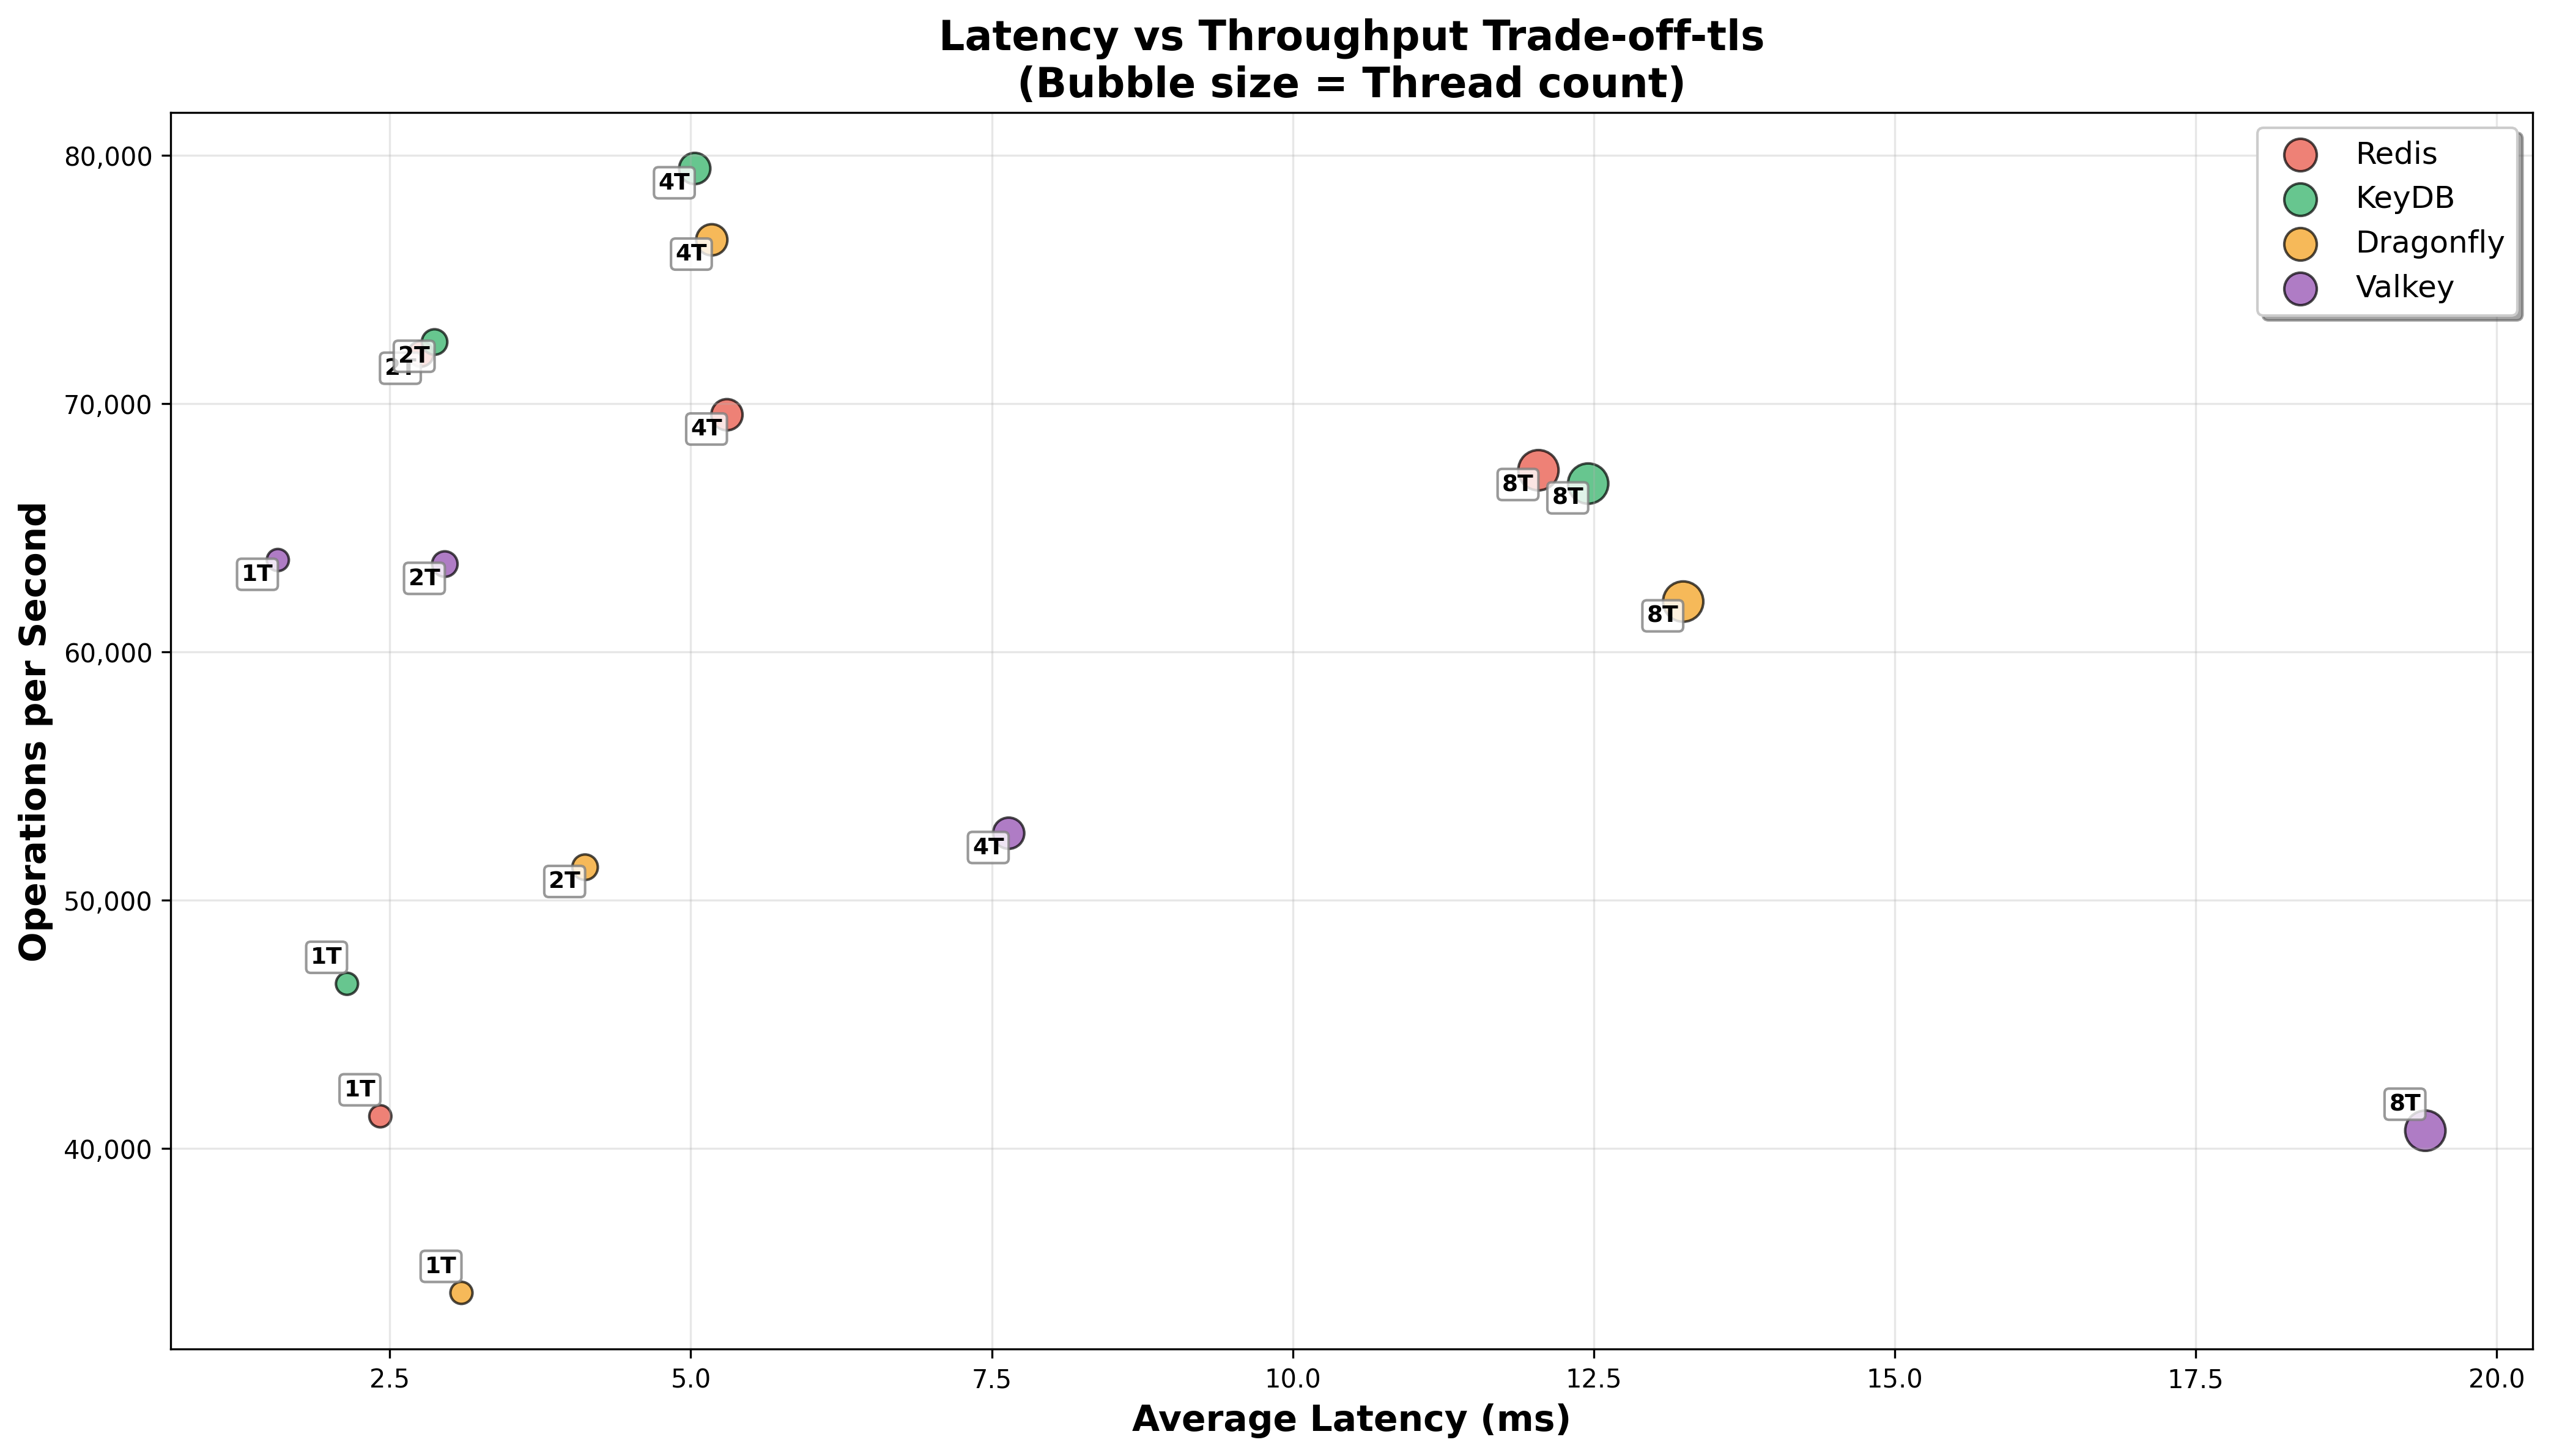 Latency vs Throughput Trade-off-tls
(Bubble size = Thread count)
Operations per Second
80,000
70,000
60,000
50,000
40,000
4T
4T
2T
2T
4T
8T
8T
1T
2T
8T
4T
2T
1T
1T
8T
1T
Redis
KeyDB
Dragonfly
Valkey
2.5
5.0
7.5
10.0
12.5
15.0
17.5
20.0
Average Latency (ms)